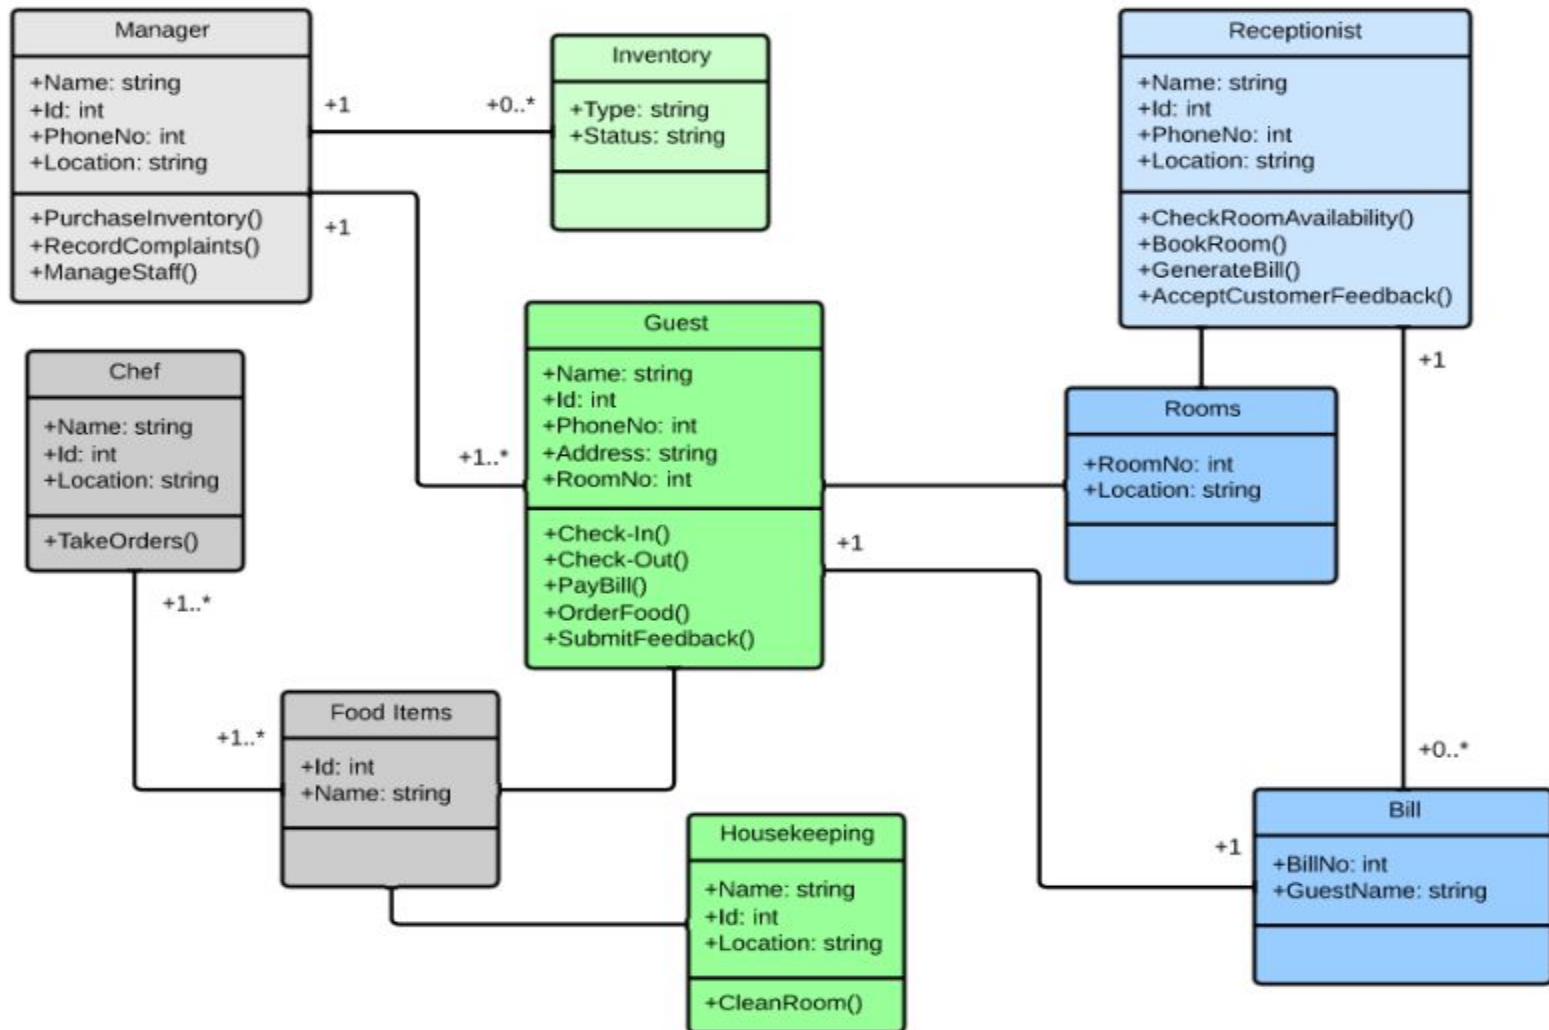 Manager
+Name: string
+Id: int
+PhoneNo: int
+Location: string
+PurchaseInventory()
+RecordComplaints()
+ManageStaff()
+1
+0..*
+1
Inventory
+Type: string
+Status: string
Receptionist
+Name: string
+Id: int
+PhoneNo: int
+Location: string
+CheckRoomAvailability()
+BookRoom()
+GenerateBill()
+AcceptCustomerFeedback()
+1
Guest
+Name: string
+Id: int
+PhoneNo: int
+Address: string
+RoomNo: int
+Check-In()
+Check-Out()
+PayBill()
+OrderFood()
+SubmitFeedback()
+1..*
+1
Chef
+Name: string
+Id: int
+Location: string
+TakeOrders()
+1..*
Rooms
+RoomNo: int
+Location: string
+1..*
Food Items
+Id: int
+Name: string
Housekeeping
+Name: string
+Id: int
+Location: string
+CleanRoom()
+0..*
+1
Bill
+BillNo: int
+GuestName: string